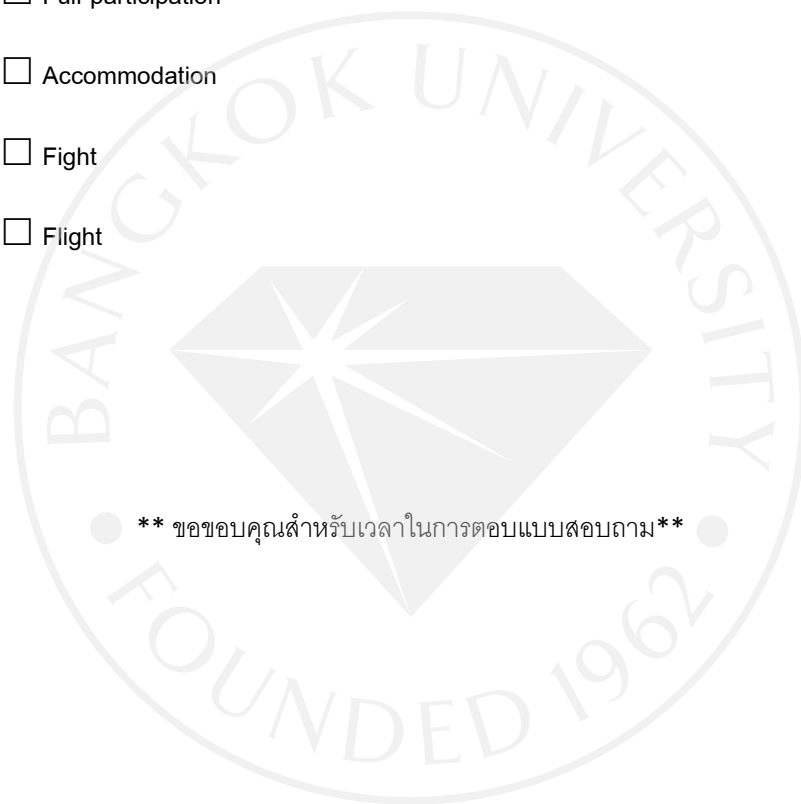 ☐ Full participation
☐ Accommodation
☐ Fight
☐ Flight
BANGKOK UNIVERSITY
** ขอขอบคุณสำหรับเวลาในการตอบแบบสอบถาม**
FOUNDED 1962